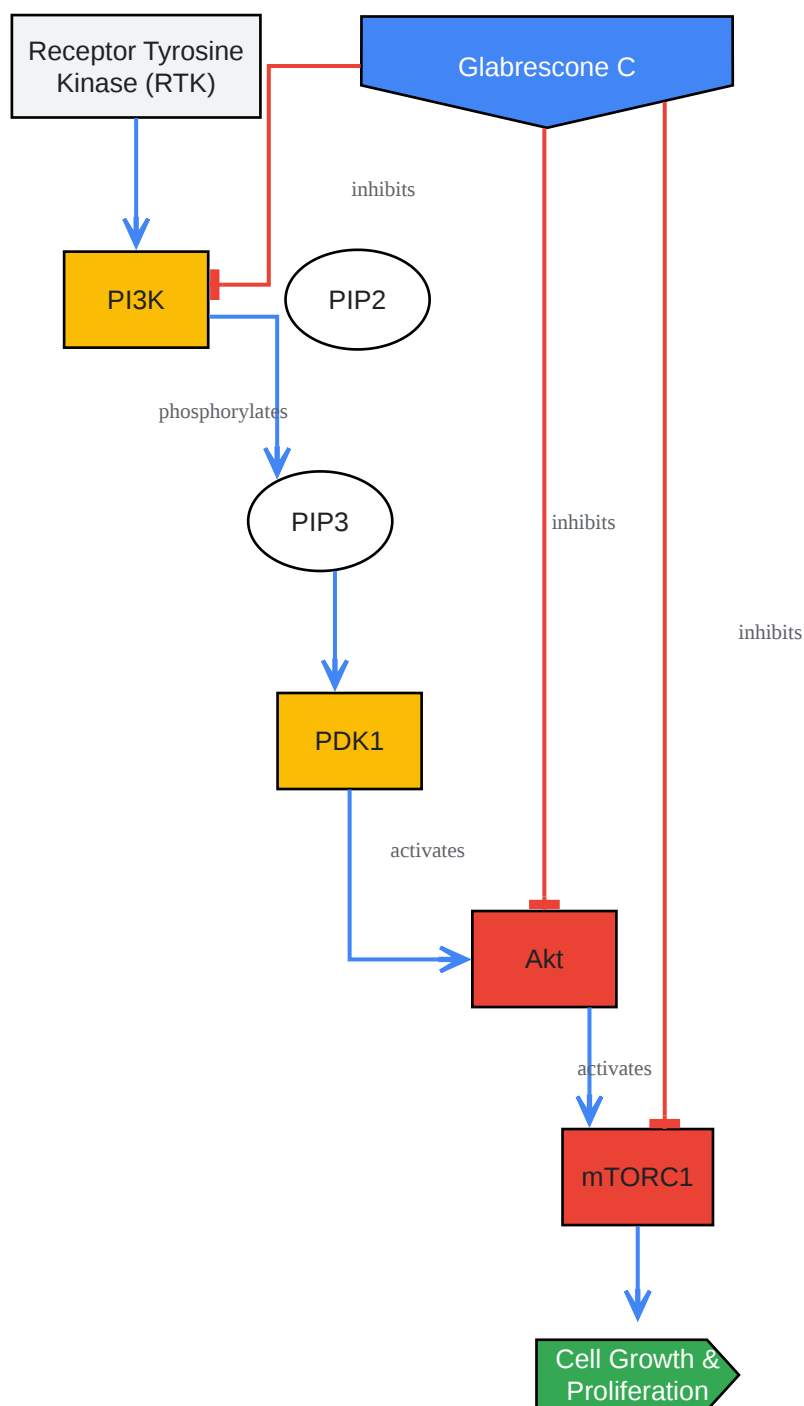 Receptor Tyrosine
Kinase (RTK)
Glabrescone C
inhibits
PI3K
PIP2
phosphorylates
PIP3
inhibits
inhibits
PDK1
activates
Akt
activates
mTORC1
Cell Growth &
Proliferation